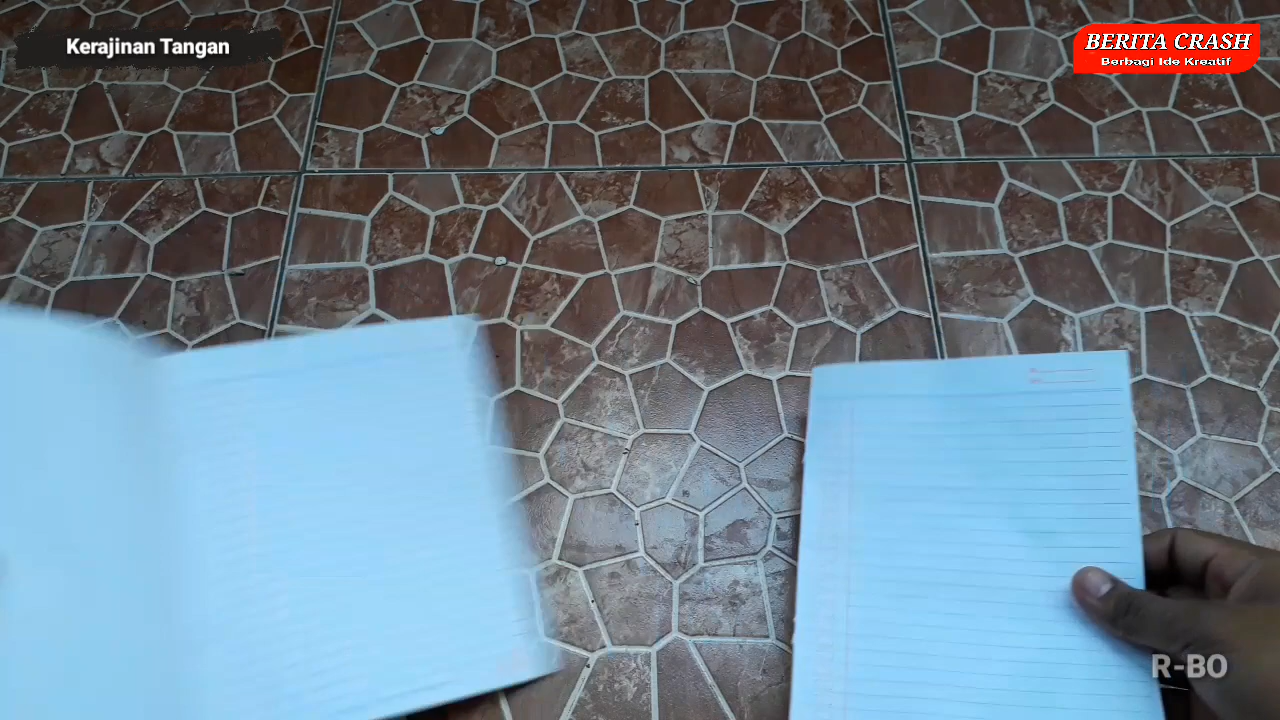 Kerajinan Tangan
BERITA CRASH
Berbagi Ide Kreatif
R-BO